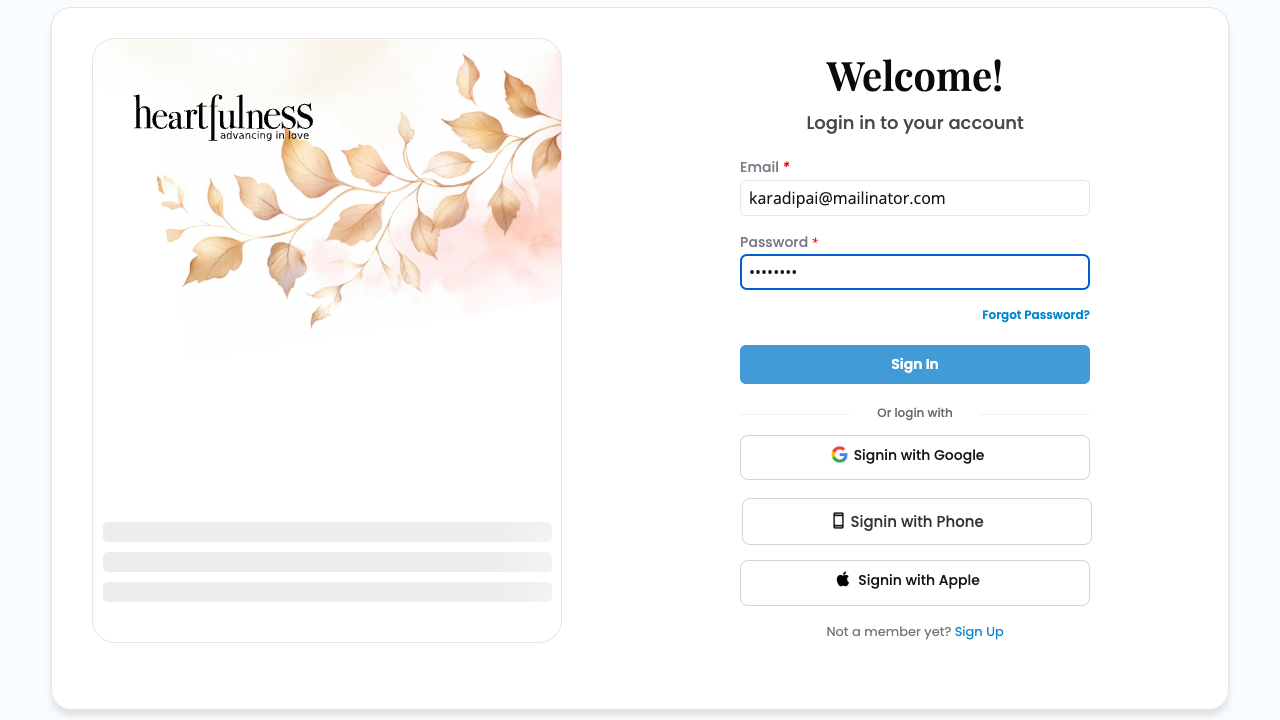 heartfulness
advancing in love
Welcome!
Login in to your account
Email *
karadipai@mailinator.com
Password *
••••••••
Forgot Password?
Sign In
Or login with
Signin with Google
Signin with Phone
Signin with Apple
Not a member yet? Sign Up